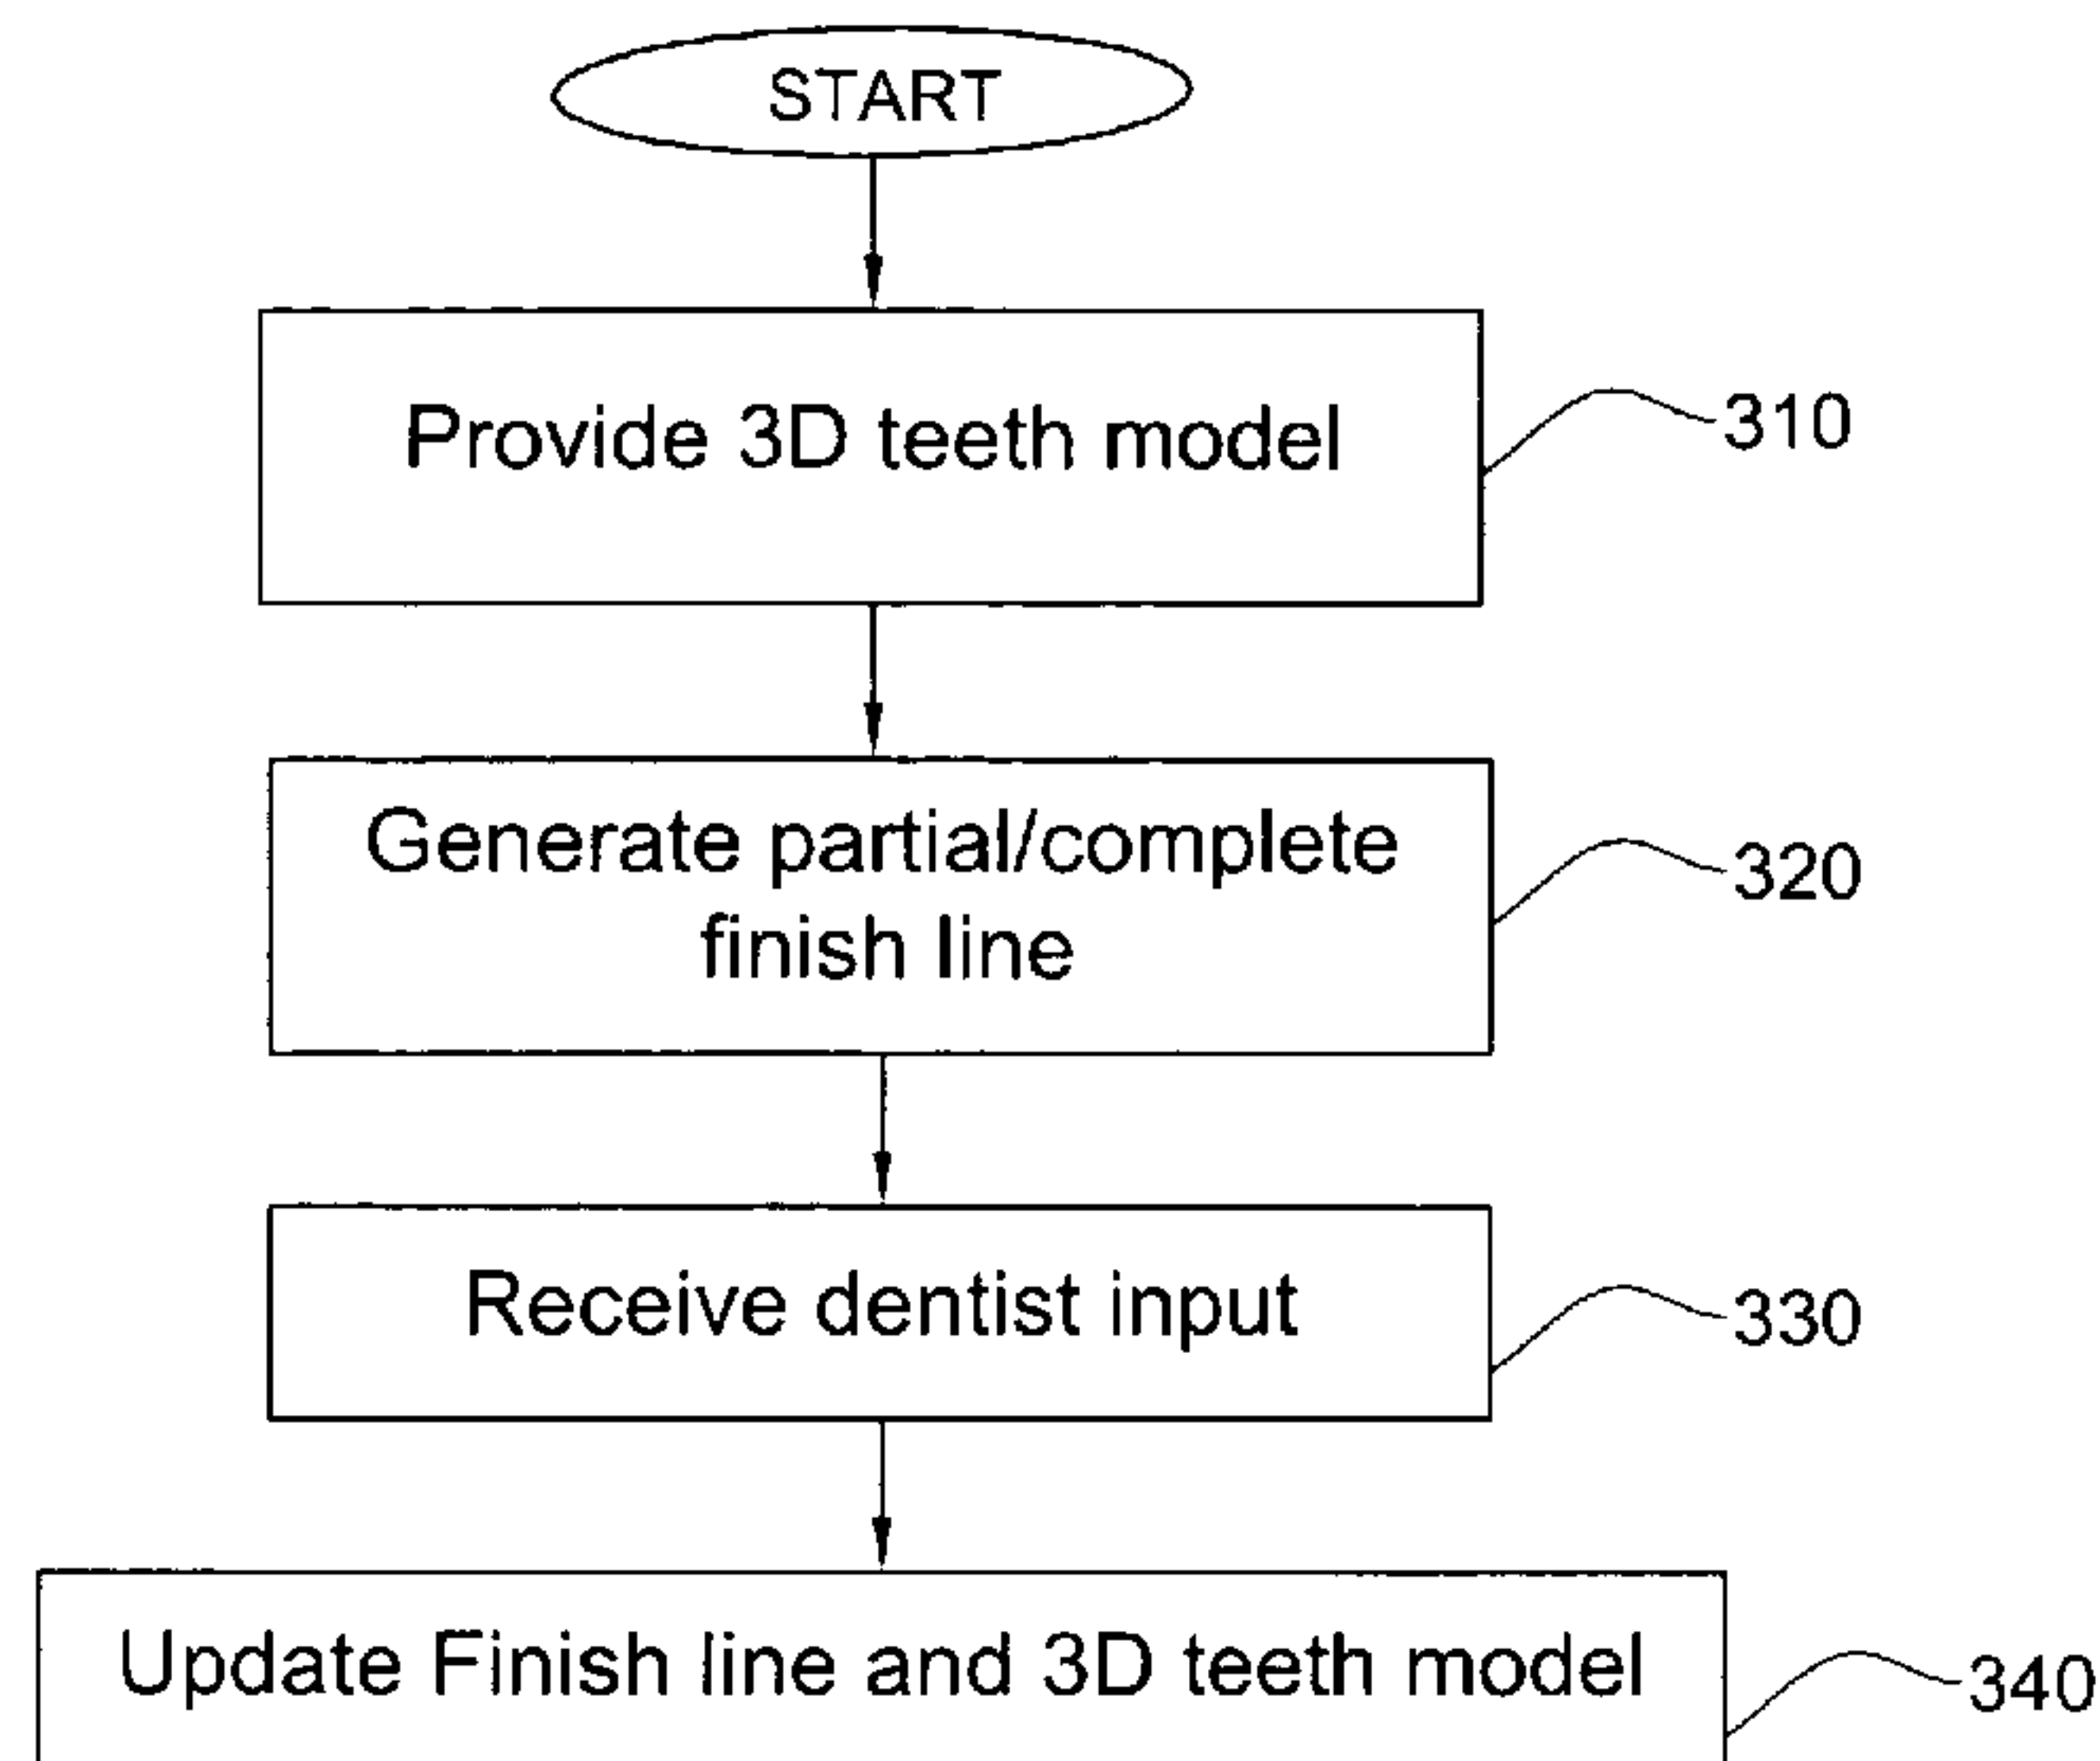 START
Provide 3D teeth model
310
Generate partial/complete
finish line
320
Receive dentist input
330
Update Finish line and 3D teeth model
340